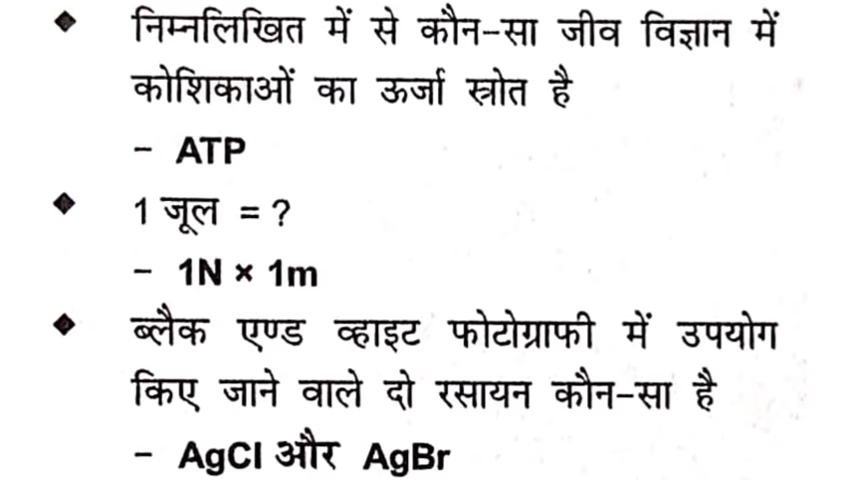 ◆ निम्नलिखित में से कौन-सा जीव विज्ञान में
कोशिकाओं का ऊर्जा स्त्रोत है
– ATP
◆ 1 जूल = ?
– 1N × 1m
◆ ब्लैक एण्ड व्हाइट फोटोग्राफी में उपयोग
किए जाने वाले दो रसायन कौन-सा है
– AgCl और AgBr